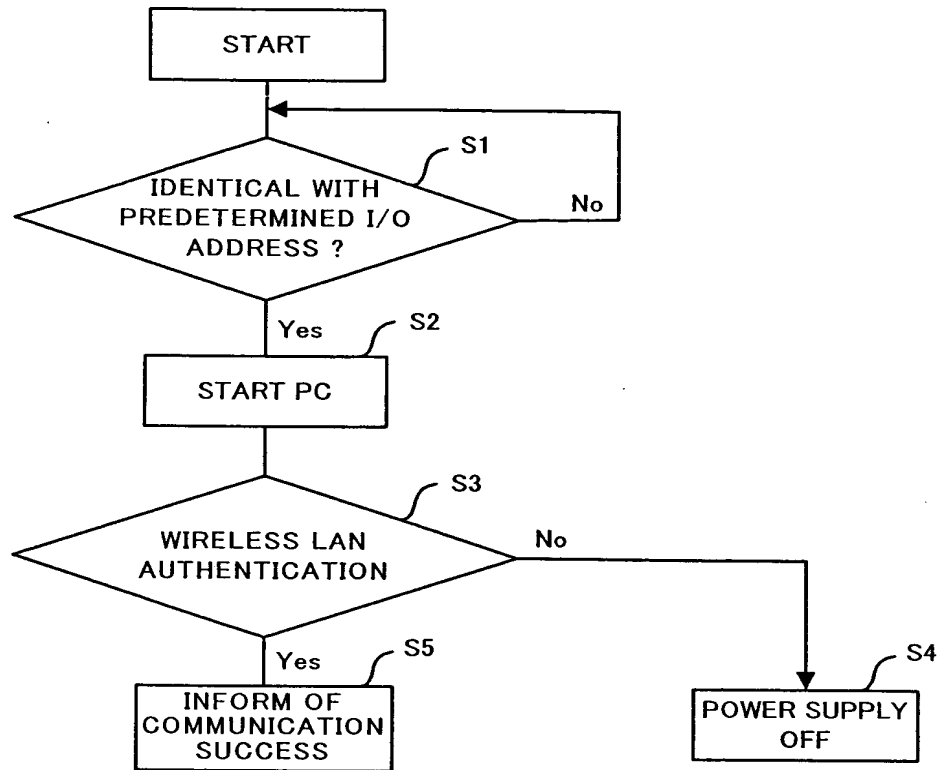 START
S1
IDENTICAL WITH
PREDETERMINED I/O
ADDRESS ?
No
Yes
S2
START PC
S3
WIRELESS LAN
AUTHENTICATION
No
Yes
S5
INFORM OF
COMMUNICATION
SUCCESS
S4
POWER SUPPLY
OFF